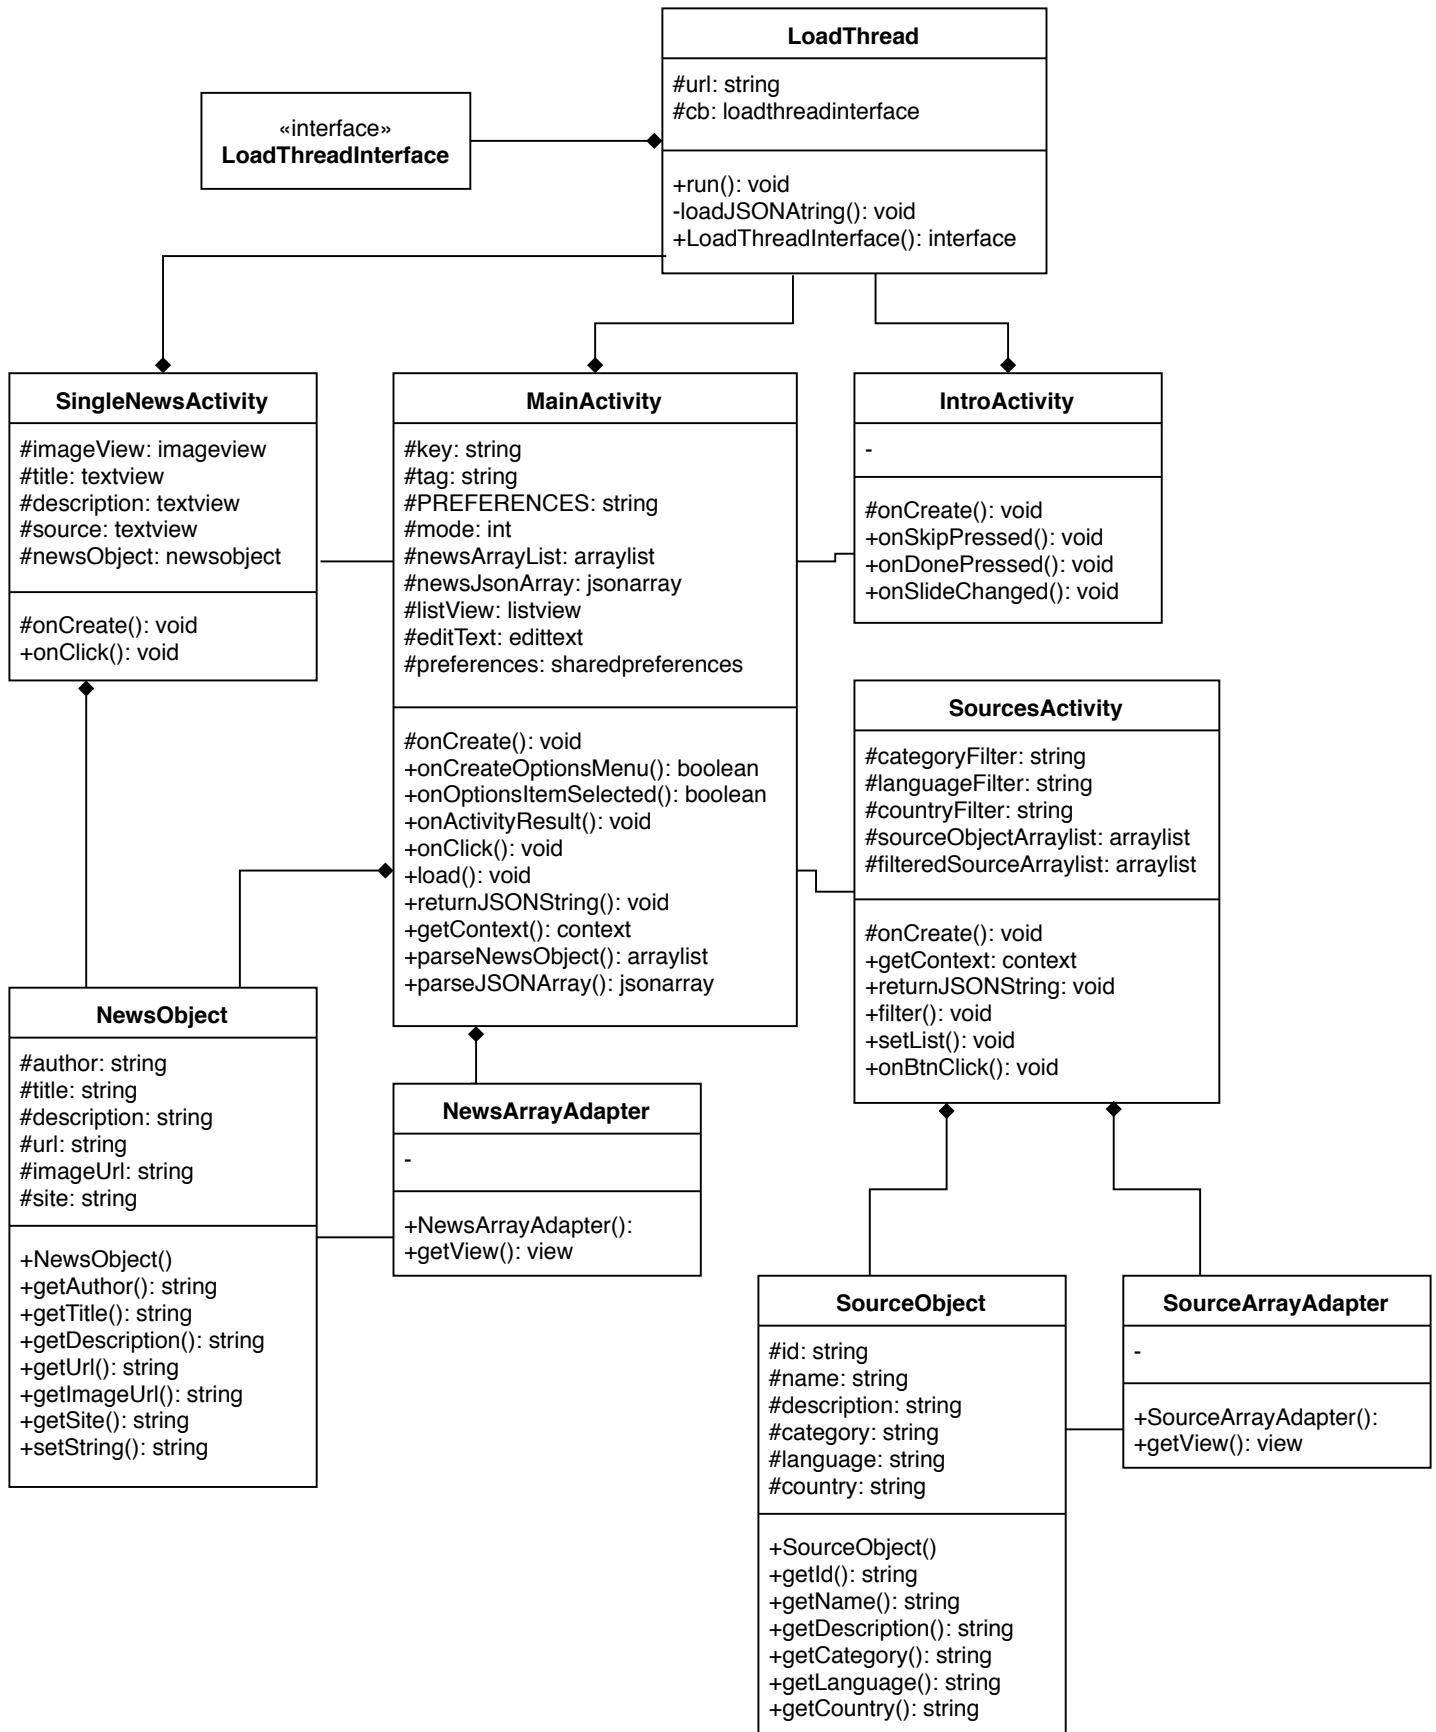 LoadThread
#url: string
#cb: loadthreadinterface
+run(): void
-loadJSONAtring(): void
+LoadThreadInterface(): interface
«interface»
LoadThreadInterface
SingleNewsActivity
#imageView: imageview
#title: textview
#description: textview
#source: textview
#newsObject: newsobject
#onCreate(): void
+onClick(): void
MainActivity
#key: string
#tag: string
#PREFERENCES: string
#mode: int
#newsArrayList: arraylist
#newsJsonArray: jsonarray
#listView: listview
#editText: edittext
#preferences: sharedpreferences
#onCreate(): void
+onCreateOptionsMenu(): boolean
+onOptionsItemSelected(): boolean
+onActivityResult(): void
+onClick(): void
+load(): void
+returnJSONString(): void
+getContext(): context
+parseNewsObject(): arraylist
+parseJSONArray(): jsonarray
IntroActivity
-
#onCreate(): void
+onSkipPressed(): void
+onDonePressed(): void
+onSlideChanged(): void
SourcesActivity
#categoryFilter: string
#languageFilter: string
#countryFilter: string
#sourceObjectArraylist: arraylist
#filteredSourceArraylist: arraylist
#onCreate(): void
+getContext: context
+returnJSONString: void
+filter(): void
+setList(): void
+onBtnClick(): void
NewsObject
#author: string
#title: string
#description: string
#url: string
#imageUrl: string
#site: string
+NewsObject()
+getAuthor(): string
+getTitle(): string
+getDescription(): string
+getUrl(): string
+getImageUrl(): string
+getSite(): string
+setString(): string
NewsArrayAdapter
-
+NewsArrayAdapter():
+getView(): view
SourceObject
#id: string
#name: string
#description: string
#category: string
#language: string
#country: string
+SourceObject()
+getId(): string
+getName(): string
+getDescription(): string
+getCategory(): string
+getLanguage(): string
+getCountry(): string
SourceArrayAdapter
-
+SourceArrayAdapter():
+getView(): view